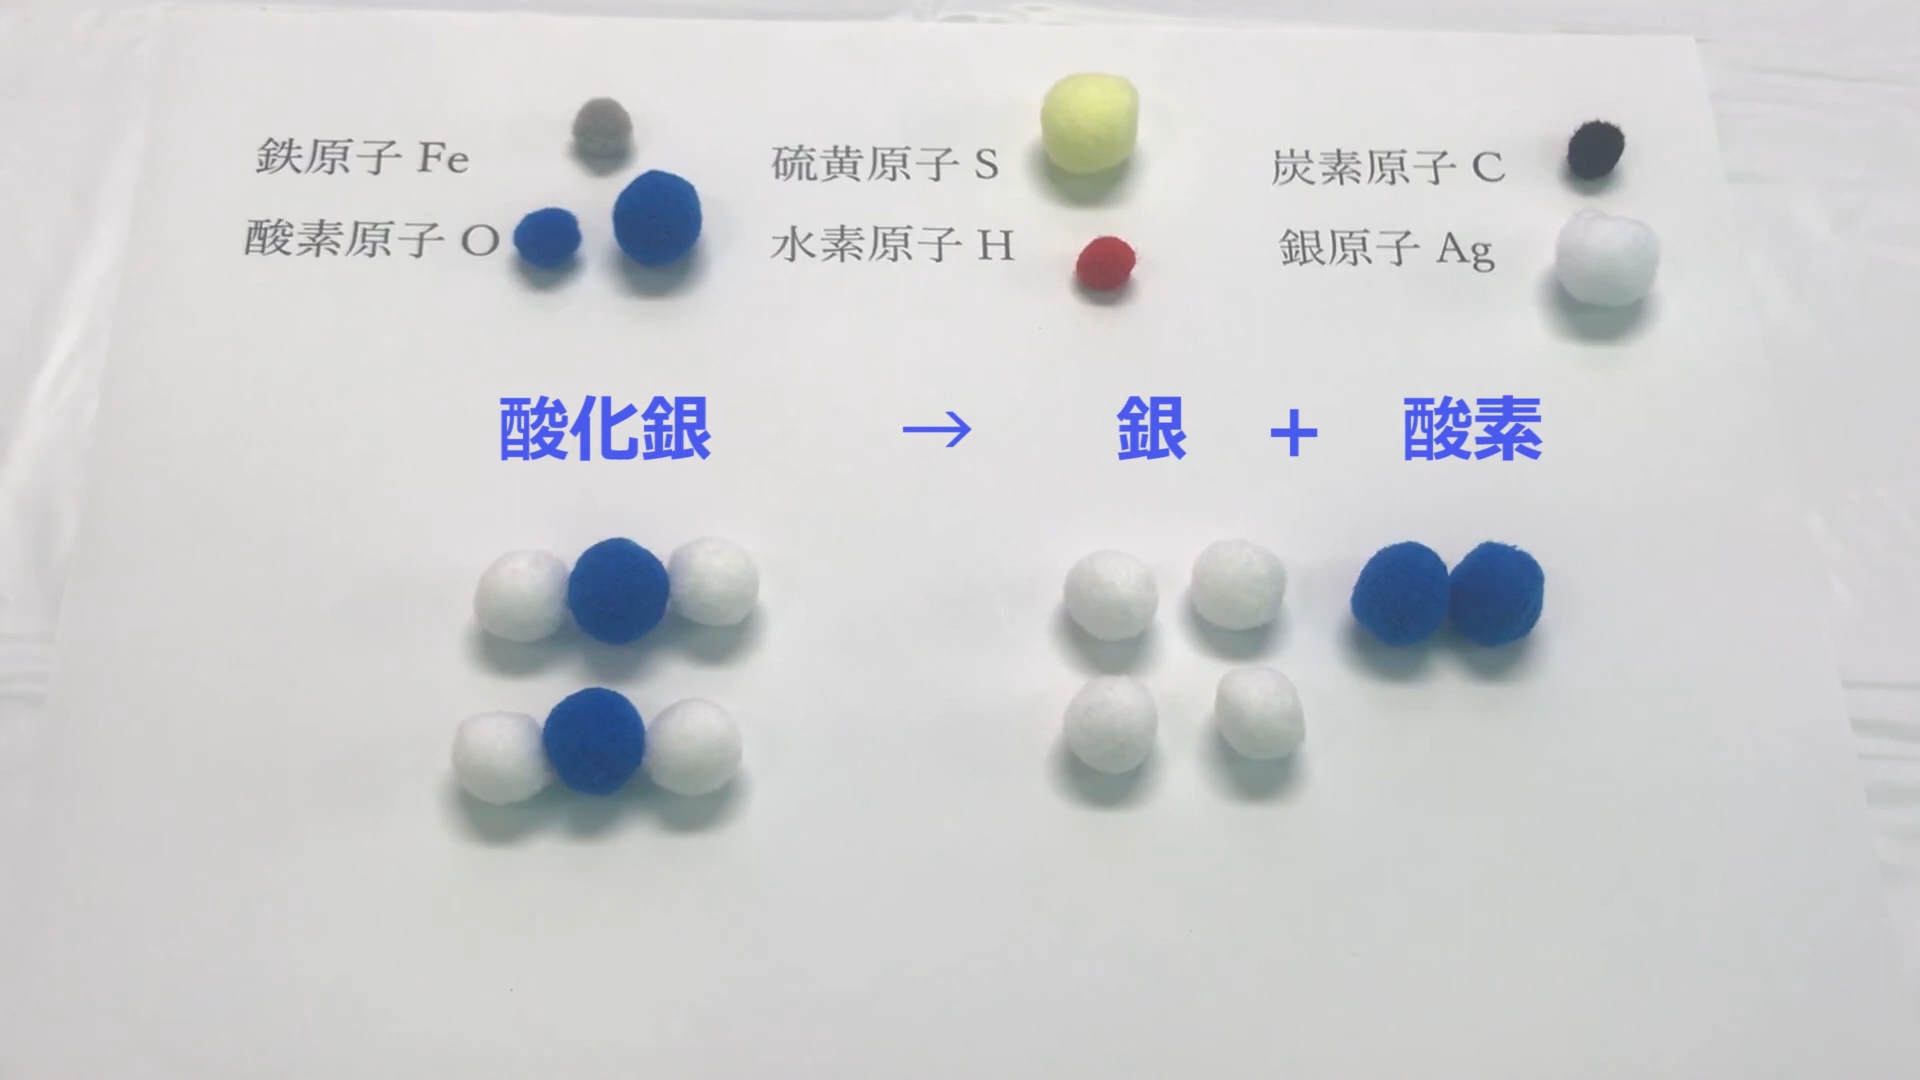 鉄原子 Fe
硫黄原子 S
炭素原子 C
酸素原子 O
水素原子 H
銀原子 Ag
酸化銀 → 銀 + 酸素